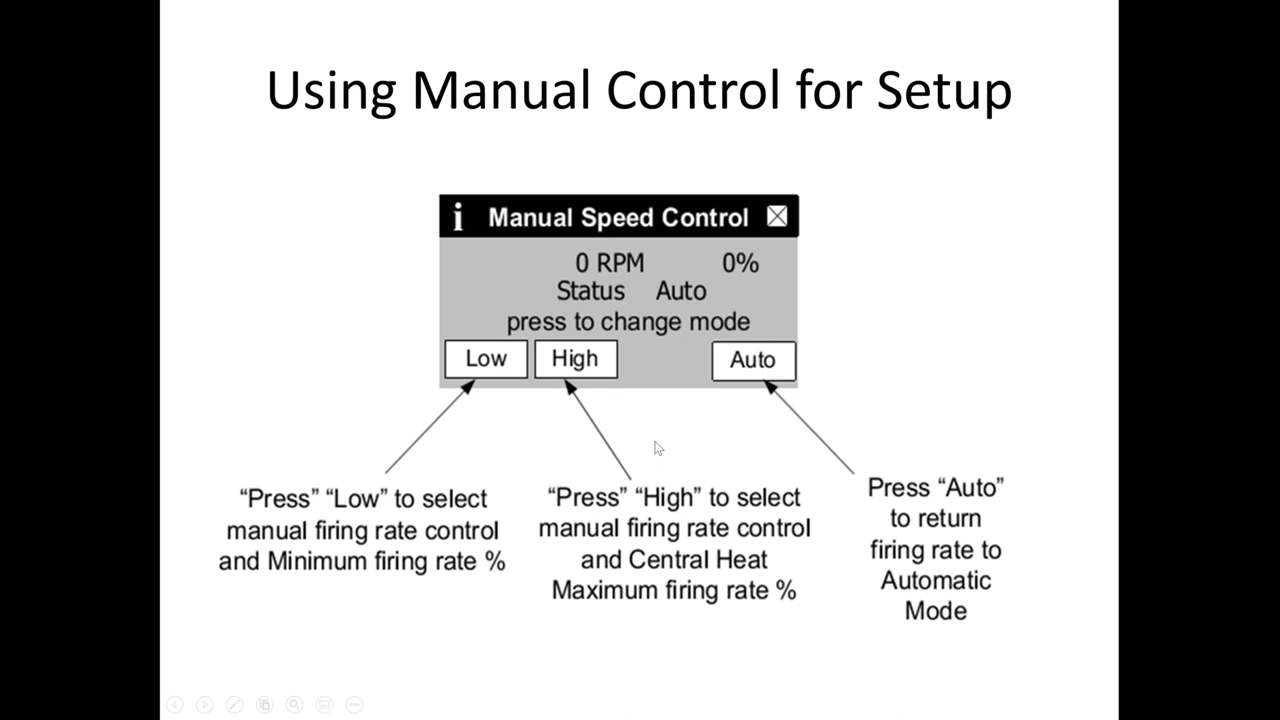 Using Manual Control for Setup
i Manual Speed Control
0 RPM 0%
Status Auto
press to change mode
Low High Auto
“Press” “Low” to select
manual firing rate control
and Minimum firing rate %
“Press” “High” to select
manual firing rate control
and Central Heat
Maximum firing rate %
Press “Auto”
to return
firing rate to
Automatic
Mode